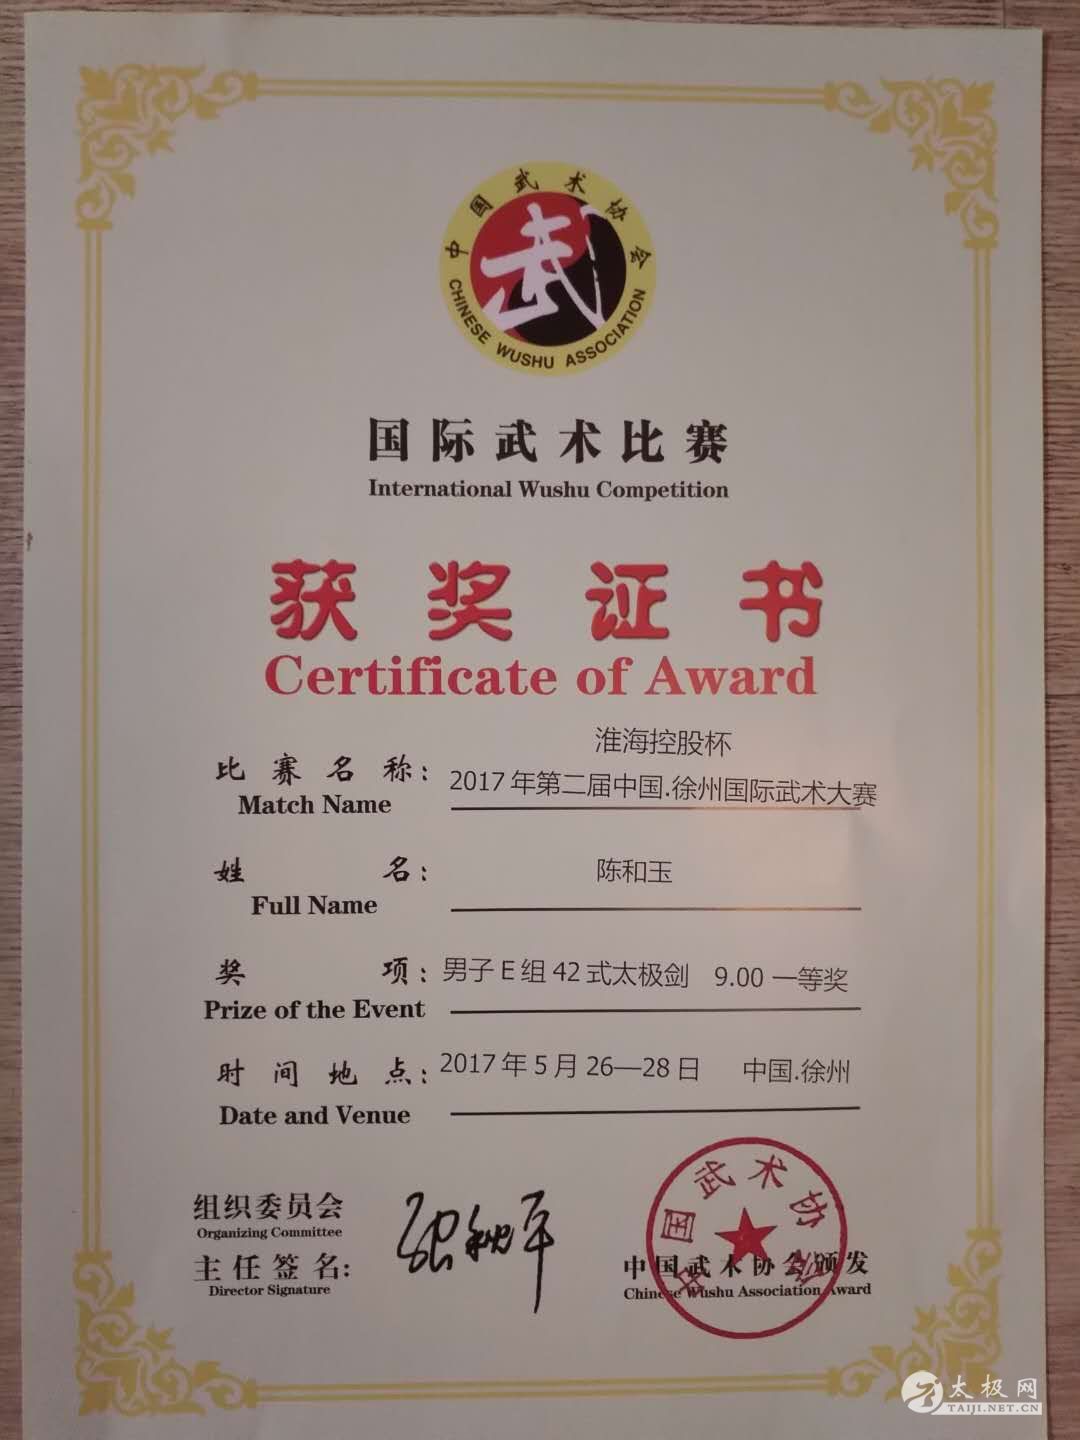 中国武术协会
CHINESE WUSHU ASSOCIATION
武
国际武术比赛
International Wushu Competition
获奖证书
Certificate of Award
淮海控股杯
比赛名称：2017年第二届中国.徐州国际武术大赛
Match Name
姓名：陈和玉
Full Name
奖项：男子E组42式太极剑 9.00 一等奖
Prize of the Event
时间地点：2017年5月26—28日 中国.徐州
Date and Venue
组织委员会
Organizing Committee
主任签名：
Director Signature
中国武术协会
中国武术协会颁发
Chinese Wushu Association Award
太极网
TAIJI.NET.CN